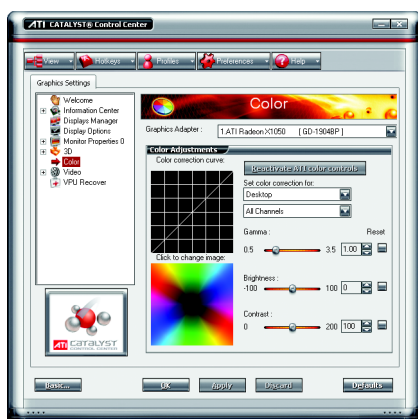 ATI CATALYST® Control Center
View
Hotkeys
Profiles
Preferences
Help
Graphics Settings
Welcome
Information Center
Displays Manager
Display Options
Monitor Properties 0
3D
Color
Video
VPU Recover
ATI CATALYST
CONTROL CENTER
Color
Graphics Adapter :
1.ATI Radeon X1050 [ GD-1904BP ]
Color Adjustments
Color correction curve:
Click to change image:
Reactivate ATI color controls
Set color correction for:
Desktop
All Channels
Gamma :
Reset
0.5
3.5
1.00
Brightness :
-100
100
0
Contrast :
0
200
100
Basic...
OK
Apply
Discard
Defaults